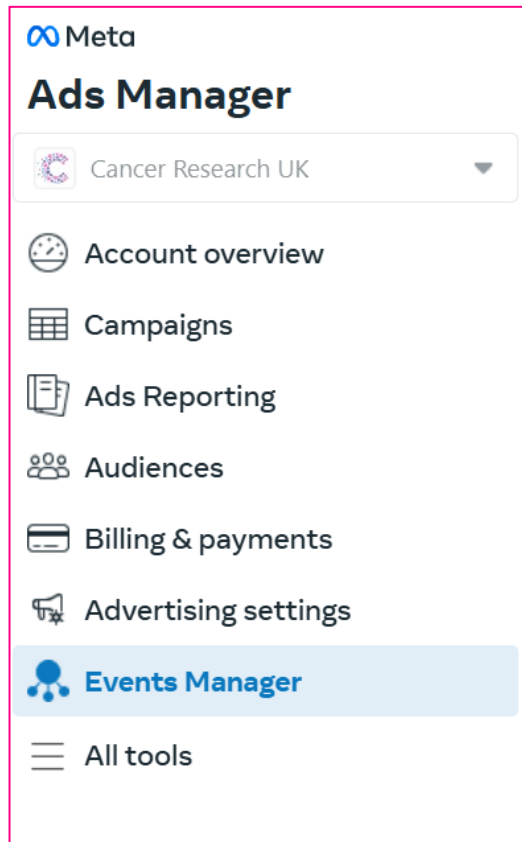 Meta
Ads Manager
Cancer Research UK
Account overview
Campaigns
Ads Reporting
Audiences
Billing & payments
Advertising settings
Events Manager
All tools